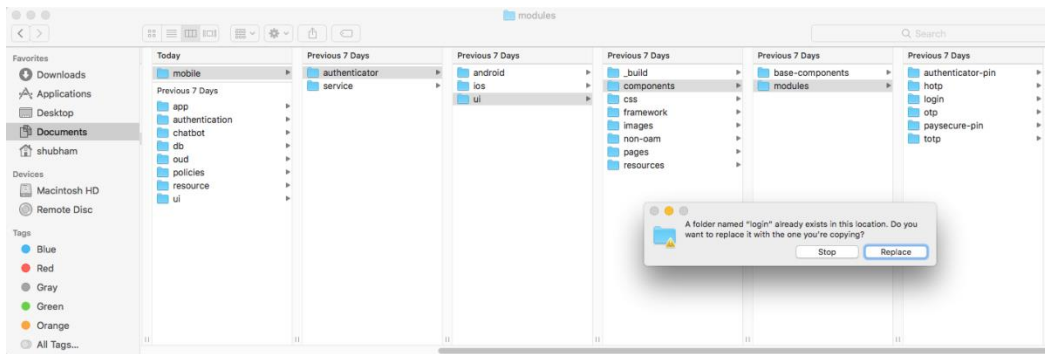 modules
Search
Favorites
Downloads
Applications
Desktop
Documents
shubham
Devices
Macintosh HD
Remote Disc
Tags
Blue
Red
Gray
Green
Orange
All Tags...
Today
mobile
Previous 7 Days
app
authentication
chatbot
db
oud
policies
resource
ui
Previous 7 Days
authenticator
service
Previous 7 Days
android
ios
ui
Previous 7 Days
_build
components
css
framework
images
non-oam
pages
resources
Previous 7 Days
base-components
modules
Previous 7 Days
authenticator-pin
hotp
login
otp
paysecure-pin
totp
A folder named "login" already exists in this location. Do you
want to replace it with the one you're copying?
Stop
Replace